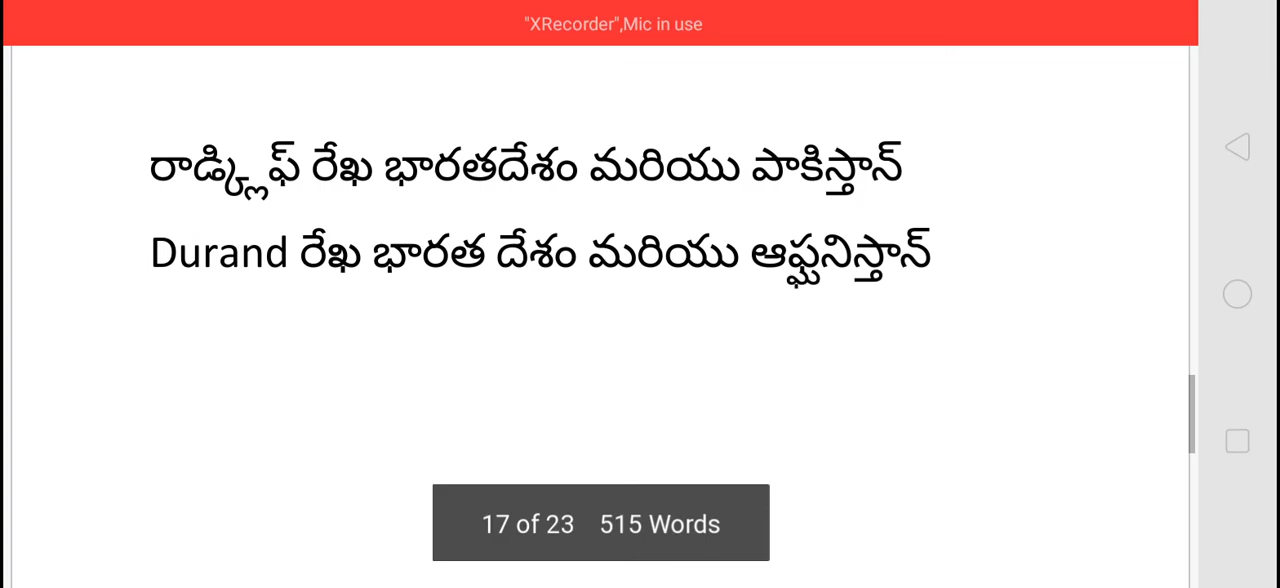 "XRecorder",Mic in use
రాడ్క్లిఫ్ రేఖ భారతదేశం మరియు పాకిస్తాన్
Durand రేఖ భారత దేశం మరియు ఆఫ్ఘనిస్తాన్
17 of 23 515 Words